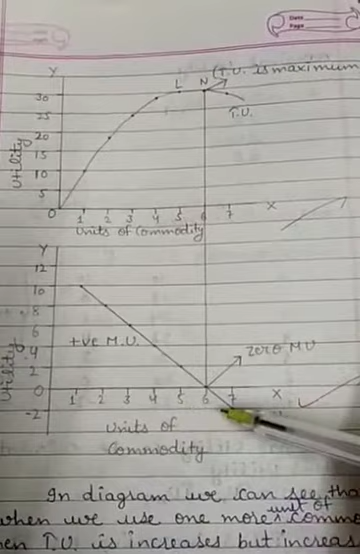 Date
Page
Y
L N (T.U. is maximum
30
T.U.
25
20
15
10
5
0 1 2 3 4 5 6 7 X
Utility
Units of Commodity
Y
12
10
8
6
+ve M.U.
4
zero MU
2
0 1 2 3 4 5 6 7 X
-2
Utility
Units of
Commodity
In diagram we can see tha
unit of
when we use one more commo
en T.U. is increases but increas